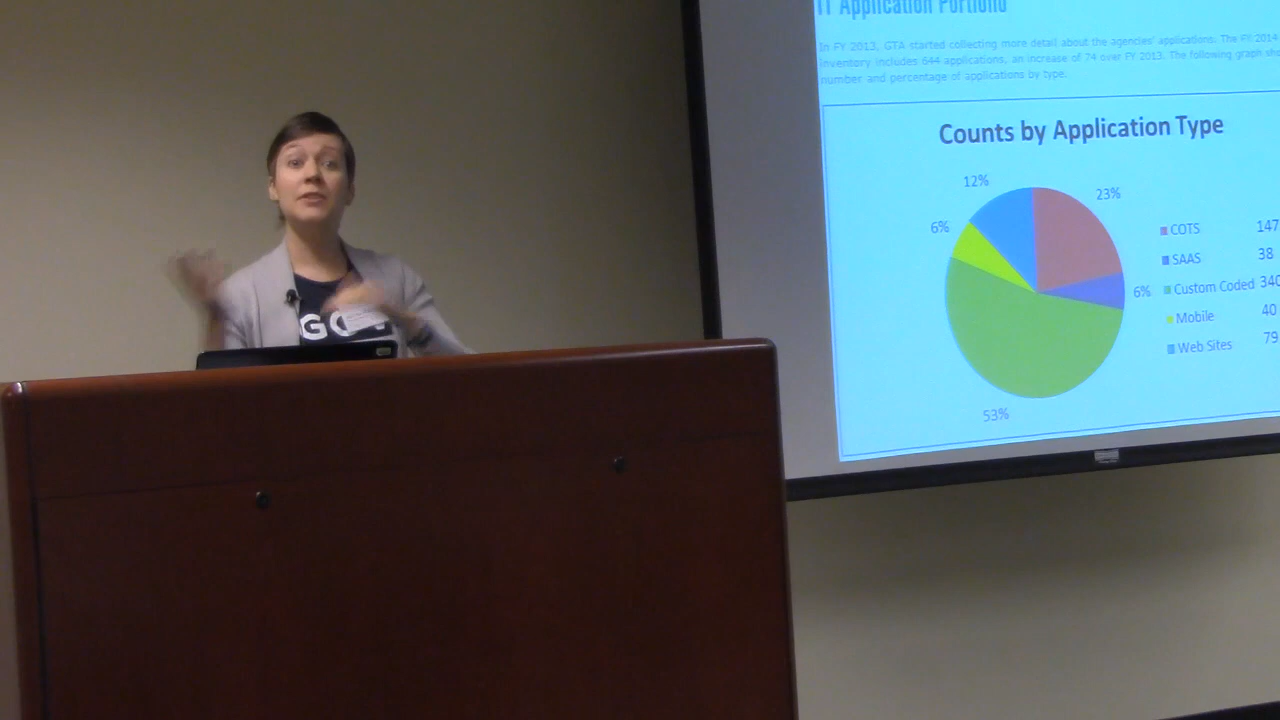 IT Application Portfolio
In FY 2013, GTA started collecting more detail about the agencies' applications. The FY 2014
inventory includes 644 applications, an increase of 74 over FY 2013. The following graph sho
number and percentage of applications by type.
Counts by Application Type
12%
23%
6%
6%
53%
COTS 147
SAAS 38
Custom Coded 340
Mobile 40
Web Sites 79
GO